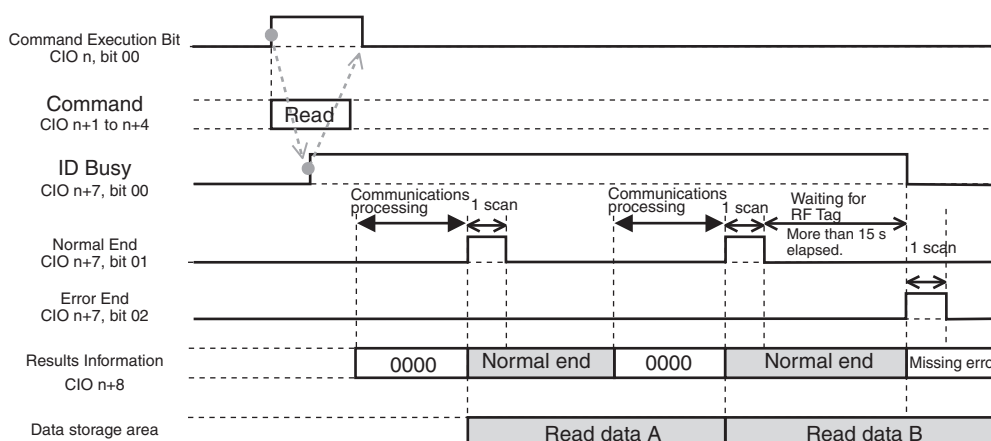 Command Execution Bit
CIO n, bit 00
Command
CIO n+1 to n+4
Read
ID Busy
CIO n+7, bit 00
Communications
processing
1 scan
Communications
processing
1 scan
Waiting for
RF Tag
More than 15 s
elapsed.
Normal End
CIO n+7, bit 01
1 scan
Error End
CIO n+7, bit 02
Results Information
CIO n+8
0000
Normal end
0000
Normal end
Missing erro
Data storage area
Read data A
Read data B